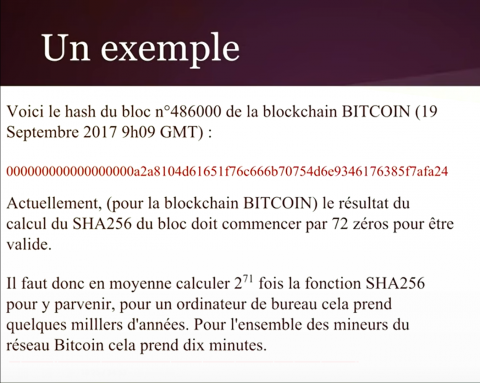 Un exemple
Voici le hash du bloc n°486000 de la blockchain BITCOIN (19
Septembre 2017 9h09 GMT) :
000000000000000000a2a8104d61651f76c666b70754d6e9346176385f7afa24
Actuellement, (pour la blockchain BITCOIN) le résultat du
calcul du SHA256 du bloc doit commencer par 72 zéros pour être
valide.
Il faut donc en moyenne calculer 2⁷¹ fois la fonction SHA256
pour y parvenir, pour un ordinateur de bureau cela prend
quelques milllers d'années. Pour l'ensemble des mineurs du
réseau Bitcoin cela prend dix minutes.